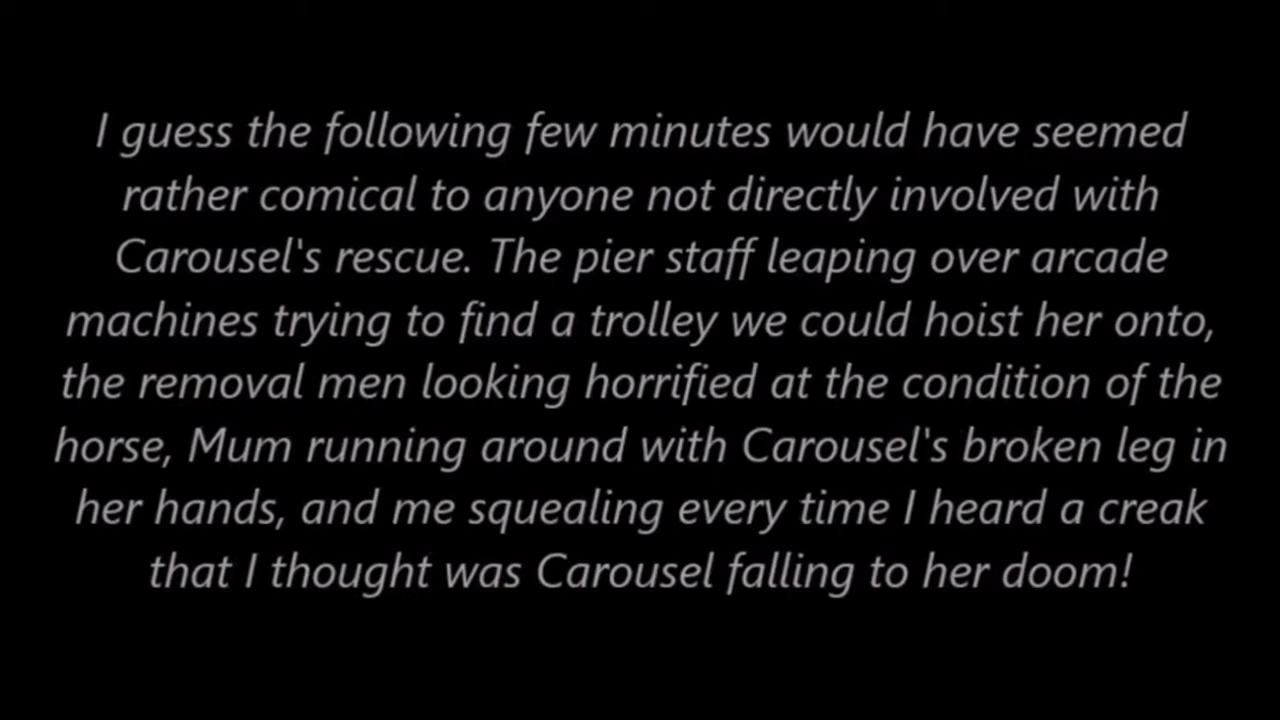 I guess the following few minutes would have seemed
rather comical to anyone not directly involved with
Carousel's rescue. The pier staff leaping over arcade
machines trying to find a trolley we could hoist her onto,
the removal men looking horrified at the condition of the
horse, Mum running around with Carousel's broken leg in
her hands, and me squealing every time I heard a creak
that I thought was Carousel falling to her doom!